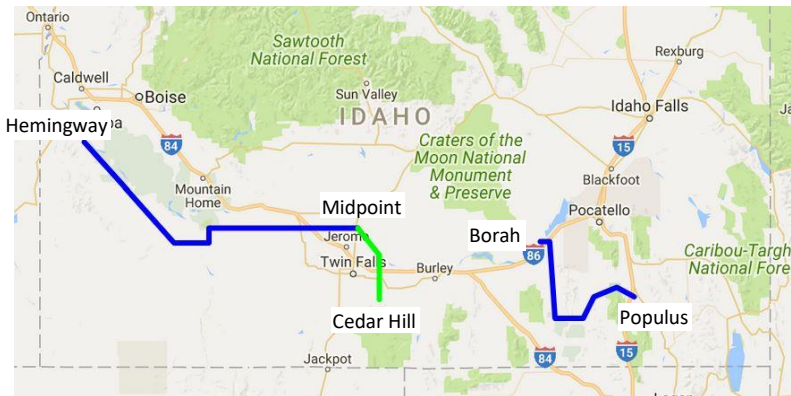 Ontario
Sawtooth
National Forest
Rexburg
Caldwell
Boise
Sun Valley
Idaho Falls
IDAHO
Hemingway
84
Craters of the
Moon National
Monument
& Preserve
15
Mountain
Home
Blackfoot
Midpoint
Pocatello
Jerome
Borah
86
Caribou-Targh
National Fore
Twin Falls
Burley
Cedar Hill
Populus
Jackpot
84
15